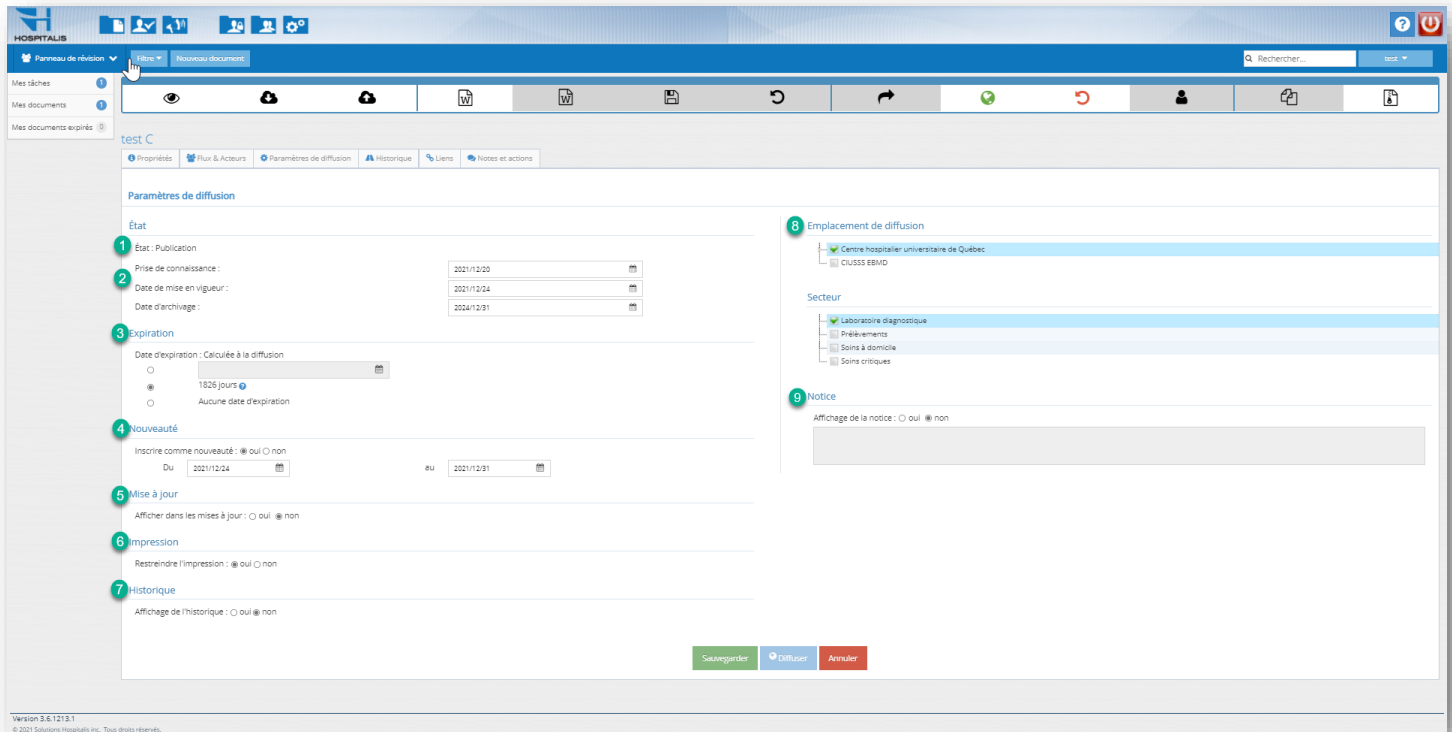 HOSPITALIS
Panneau de révision
Filtre
Nouveau document
Rechercher...
test
Mes tâches 1
Mes documents 1
Mes documents expirés 0
test C
Propriétés
Flux & Acteurs
Paramètres de diffusion
Historique
Liens
Notes et actions
Paramètres de diffusion
État
1 État : Publication
2
Prise de connaissance : 2021/12/20
Date de mise en vigueur : 2021/12/24
Date d'archivage : 2024/12/31
3 Expiration
Date d'expiration : Calculée à la diffusion
1826 jours
Aucune date d'expiration
4 Nouveauté
Inscrire comme nouveauté : oui non
Du 2021/12/24 au 2021/12/31
5 Mise à jour
Afficher dans les mises à jour : oui non
6 Impression
Restreindre l'impression : oui non
7 Historique
Affichage de l'historique : oui non
8 Emplacement de diffusion
Centre hospitalier universitaire de Québec
CIUSSS EBMD
Secteur
Laboratoire diagnostique
Prélèvements
Soins à domicile
Soins critiques
9 Notice
Affichage de la notice : oui non
Sauvegarder
Diffuser
Annuler
Version 3.6.1213.1
© 2021 Solutions Hospitalis inc. Tous droits réservés.